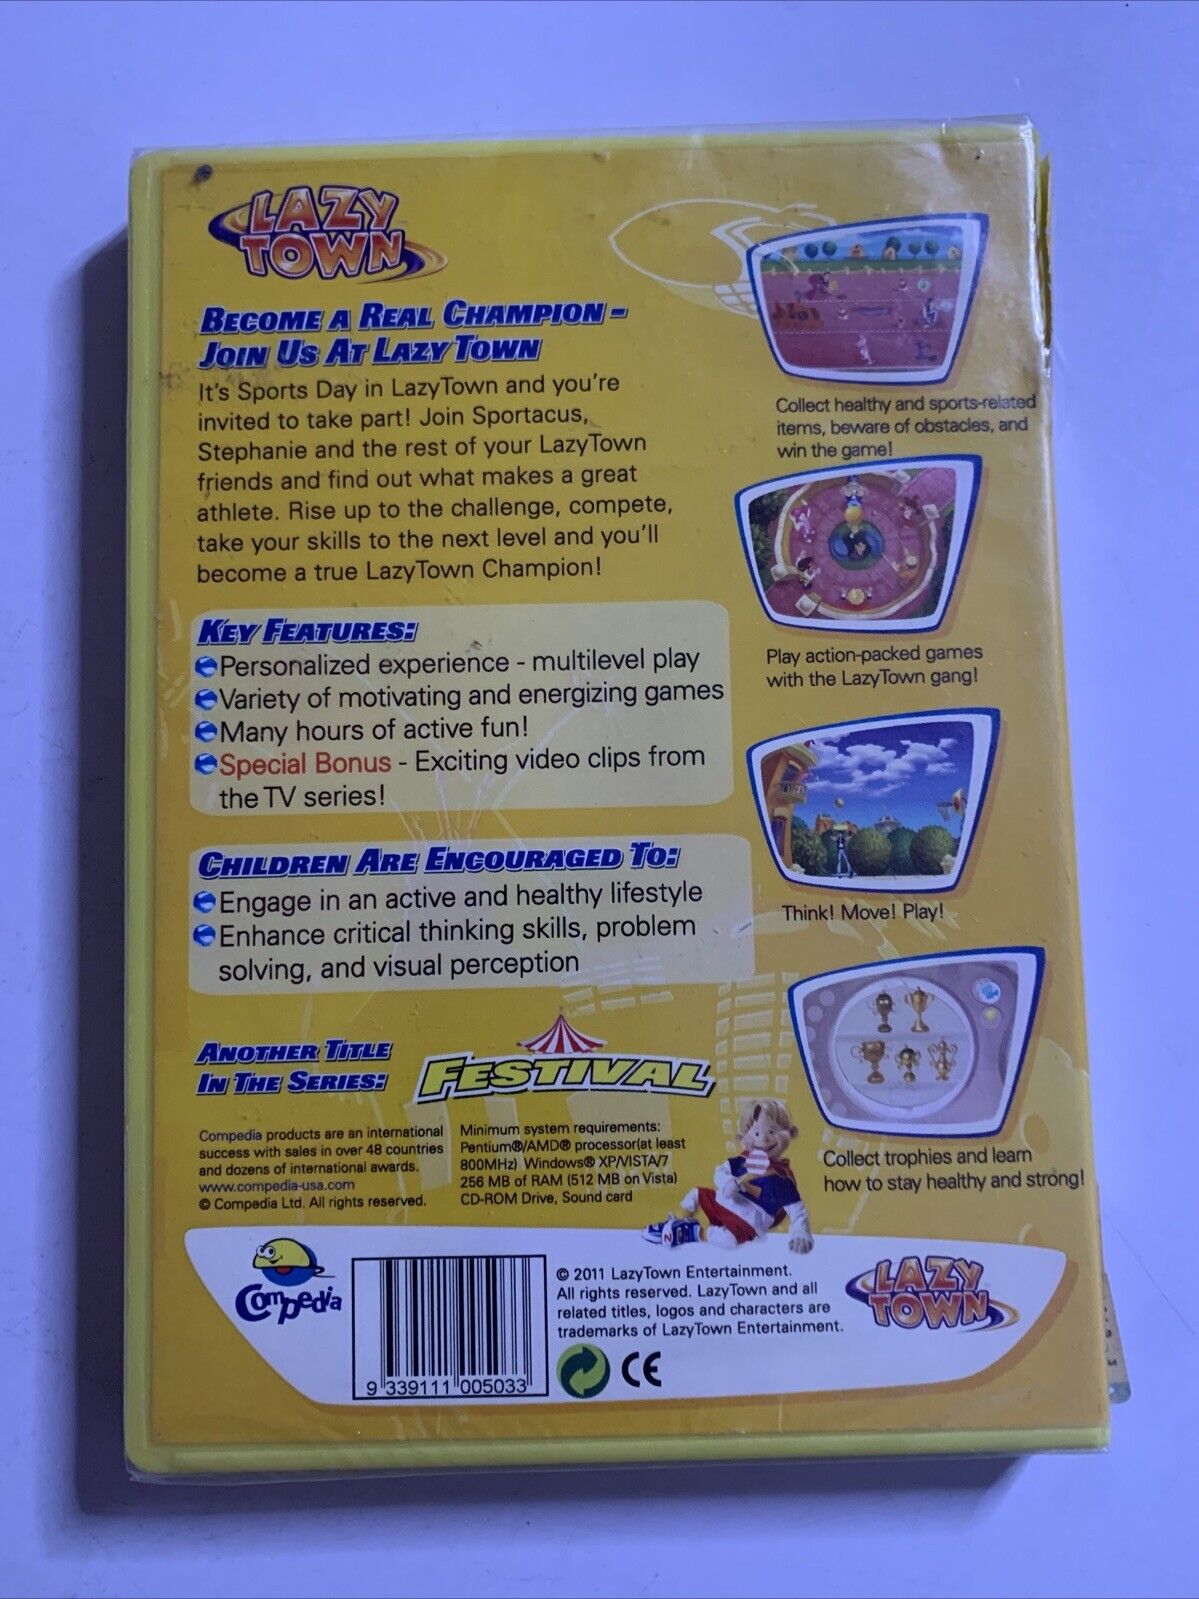 LAZY
TOWN
BECOME A REAL CHAMPION -
JOIN US AT LAZYTOWN
It's Sports Day in LazyTown and you're
invited to take part! Join Sportacus,
Stephanie and the rest of your LazyTown
friends and find out what makes a great
athlete. Rise up to the challenge, compete,
take your skills to the next level and you'll
become a true LazyTown Champion!
KEY FEATURES:
Personalized experience - multilevel play
Variety of motivating and energizing games
Many hours of active fun!
Special Bonus - Exciting video clips from
the TV series!
CHILDREN ARE ENCOURAGED TO:
Engage in an active and healthy lifestyle
Enhance critical thinking skills, problem
solving, and visual perception
ANOTHER TITLE
IN THE SERIES:
FESTIVAL
Collect healthy and sports-related
items, beware of obstacles, and
win the game!
Play action-packed games
with the LazyTown gang!
Think! Move! Play!
Collect trophies and learn
how to stay healthy and strong!
Compedia products are an international
success with sales in over 48 countries
and dozens of international awards.
www.compedia-usa.com
© Compedia Ltd. All rights reserved.
Minimum system requirements:
Pentium®/AMD® processor(at least
800MHz) Windows® XP/VISTA/7
256 MB of RAM (512 MB on Vista)
CD-ROM Drive, Sound card
Compedia
9 339111 005033
© 2011 LazyTown Entertainment.
All rights reserved. LazyTown and all
related titles, logos and characters are
trademarks of LazyTown Entertainment.
CE
LAZY
TOWN